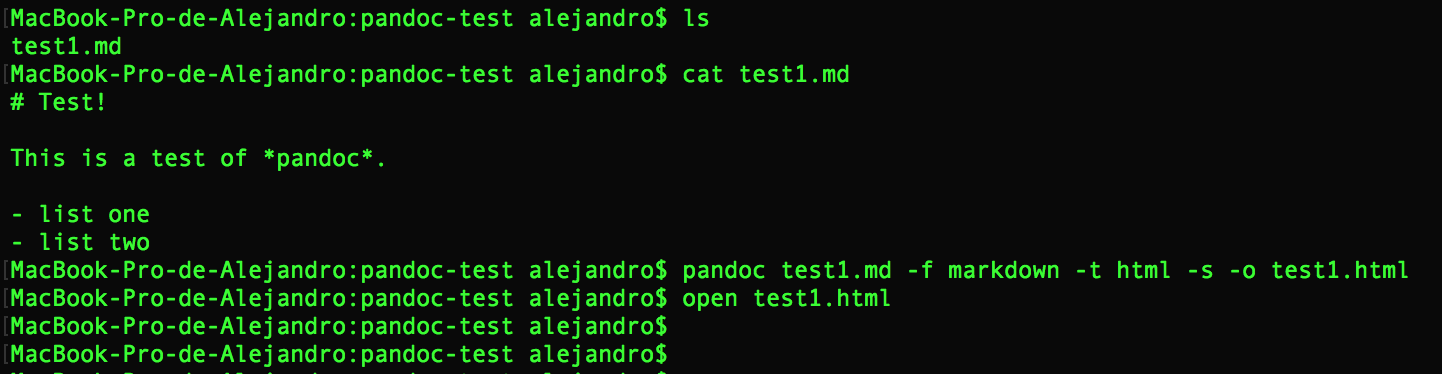 MacBook-Pro-de-Alejandro:pandoc-test alejandro$ ls
test1.md
MacBook-Pro-de-Alejandro:pandoc-test alejandro$ cat test1.md
# Test!
This is a test of *pandoc*.
- list one
- list two
MacBook-Pro-de-Alejandro:pandoc-test alejandro$ pandoc test1.md -f markdown -t html -s -o test1.html
MacBook-Pro-de-Alejandro:pandoc-test alejandro$ open test1.html
MacBook-Pro-de-Alejandro:pandoc-test alejandro$
MacBook-Pro-de-Alejandro:pandoc-test alejandro$